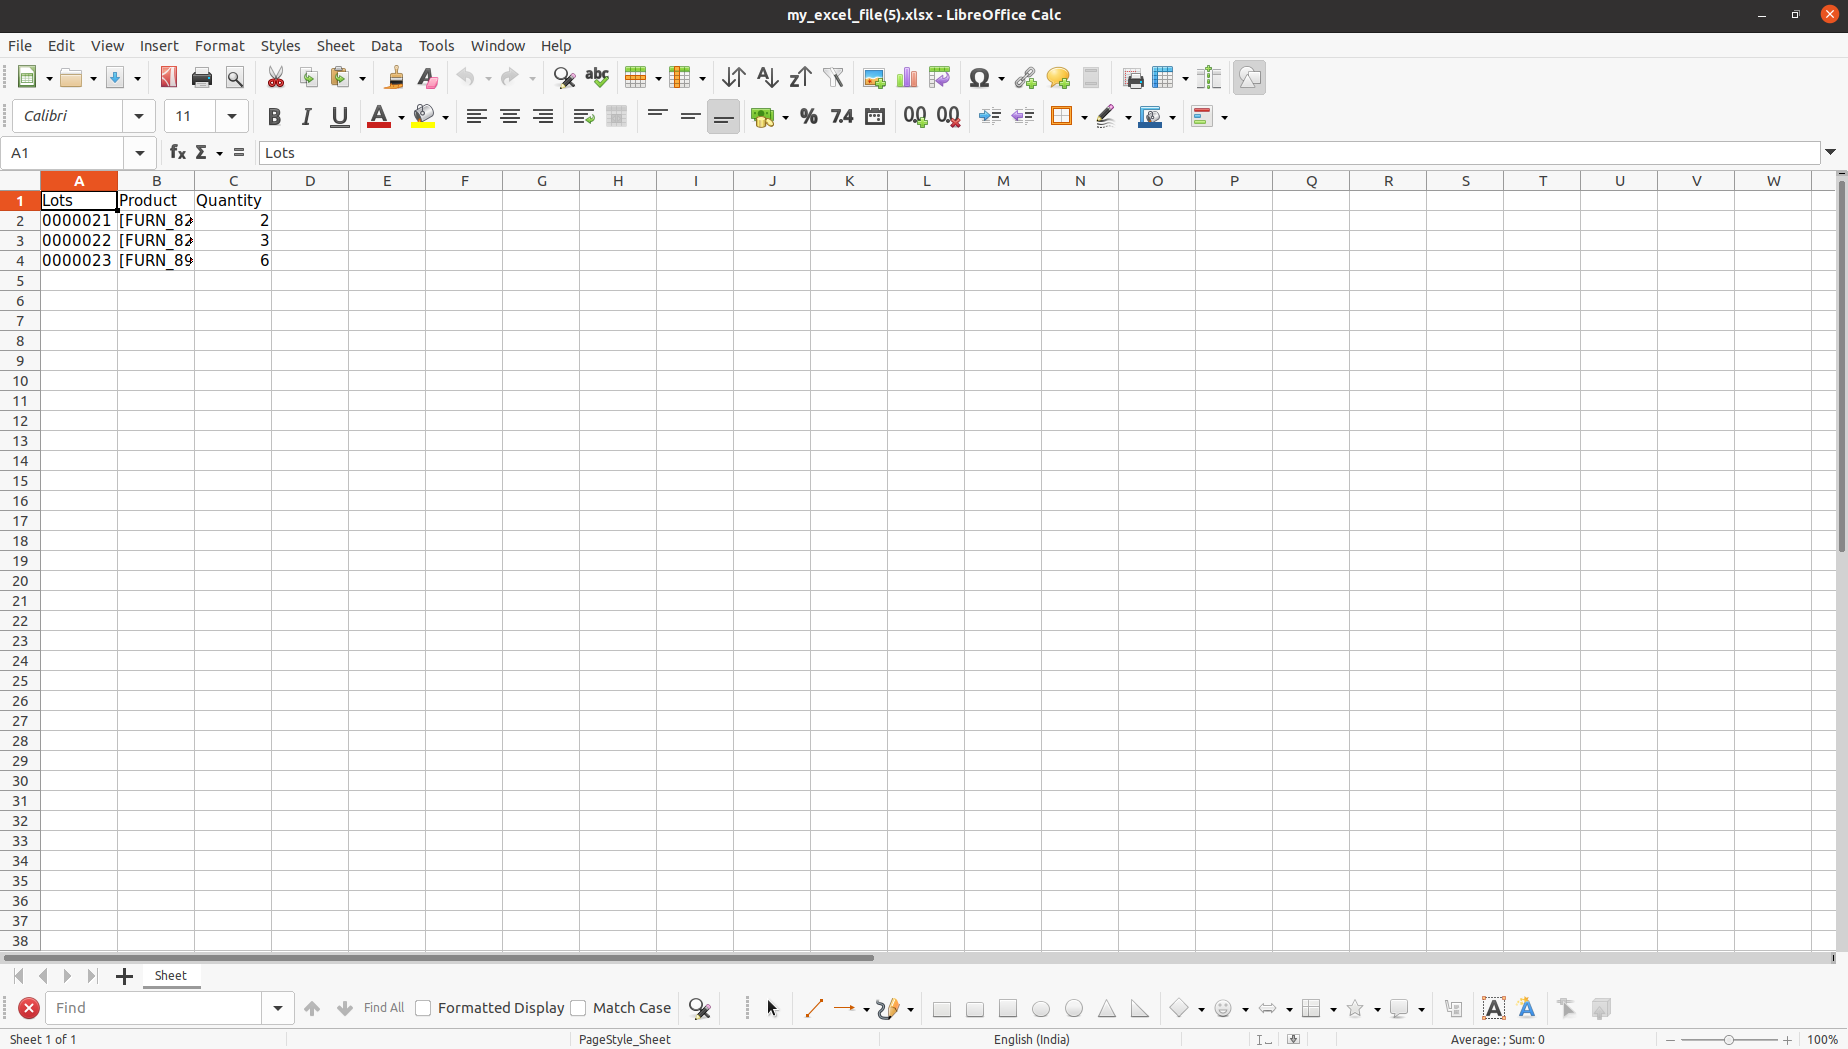 my_excel_file(5).xlsx - LibreOffice Calc
File Edit View Insert Format Styles Sheet Data Tools Window Help
Calibri 11 % 7.4
A1 Lots
A B C D E F G H I J K L M N O P Q R S T U V W
1 Lots Product Quantity
2 0000021 [FURN_82 2
3 0000022 [FURN_82 3
4 0000023 [FURN_89 6
5
6
7
8
9
10
11
12
13
14
15
16
17
18
19
20
21
22
23
24
25
26
27
28
29
30
31
32
33
34
35
36
37
38
Sheet
Find Find All Formatted Display Match Case
Sheet 1 of 1 PageStyle_Sheet English (India) Average: ; Sum: 0 100%